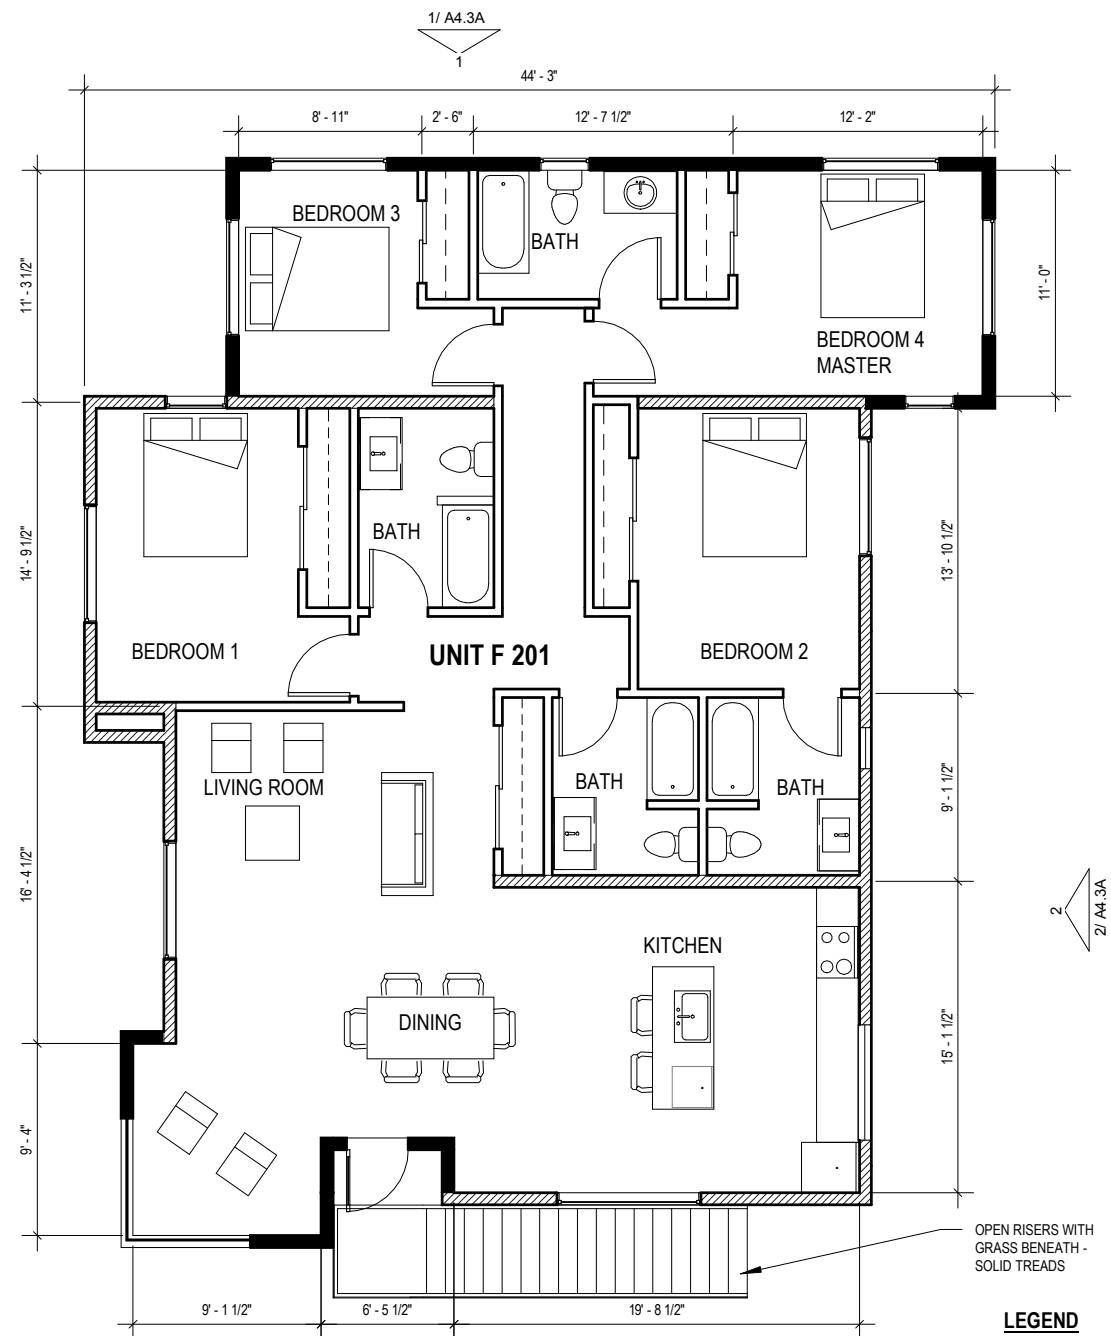 1/ A4.3A
1
44' - 3"
8' - 11"
2' - 6"
12' - 7 1/2"
12' - 2"
BEDROOM 3
BATH
BEDROOM 4
MASTER
11' - 3 1/2"
11' - 0"
14' - 9 1/2"
BATH
13' - 10 1/2"
BEDROOM 1
UNIT F 201
BEDROOM 2
LIVING ROOM
BATH
BATH
9' - 1 1/2"
16' - 4 1/2"
2
2/ A4.3A
KITCHEN
DINING
15' - 1 1/2"
9' - 4"
OPEN RISERS WITH
GRASS BENEATH -
SOLID TREADS
9' - 1 1/2"
6' - 5 1/2"
19' - 8 1/2"
LEGEND